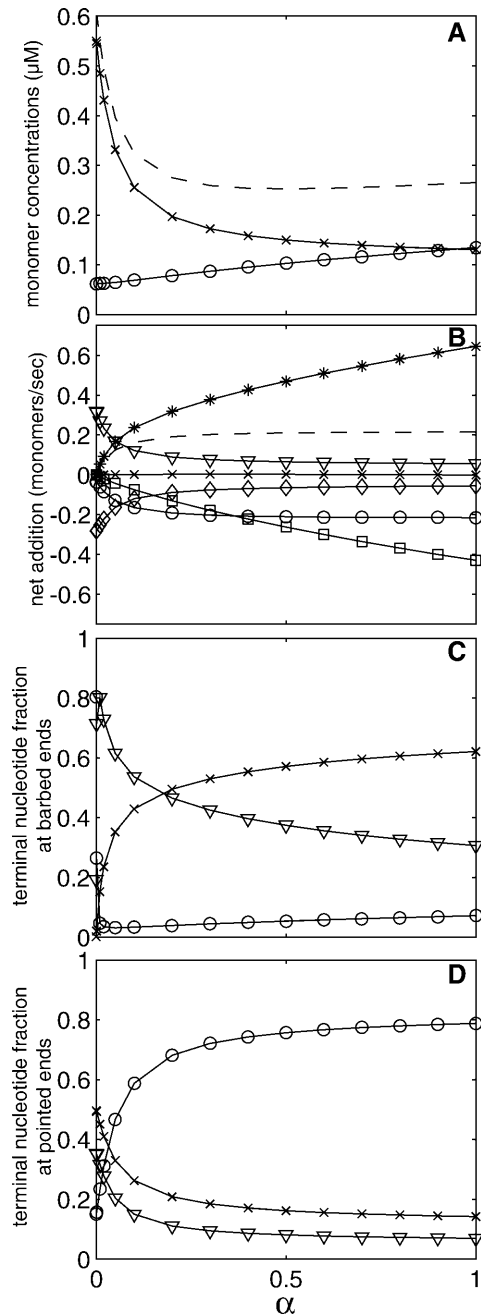 A
monomer concentrations (μM)
0.6
0.5
0.4
0.3
0.2
0.1
0
B
net addition (monomers/sec)
0.6
0.4
0.2
0
-0.2
-0.4
-0.6
C
terminal nucleotide fraction
at barbed ends
1
0.8
0.6
0.4
0.2
0
D
terminal nucleotide fraction
at pointed ends
1
0.8
0.6
0.4
0.2
0
0 0.5 1
α